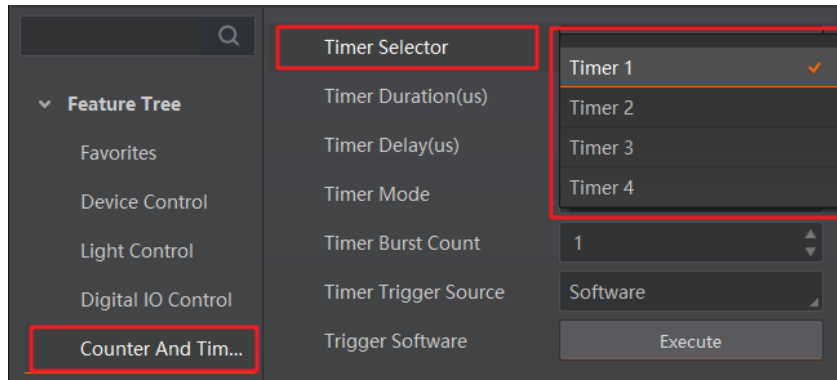 Feature Tree
Favorites
Device Control
Light Control
Digital IO Control
Counter And Tim...
Timer Selector
Timer Duration(us)
Timer Delay(us)
Timer Mode
Timer Burst Count
1
Timer Trigger Source
Software
Trigger Software
Execute
Timer 1
Timer 2
Timer 3
Timer 4